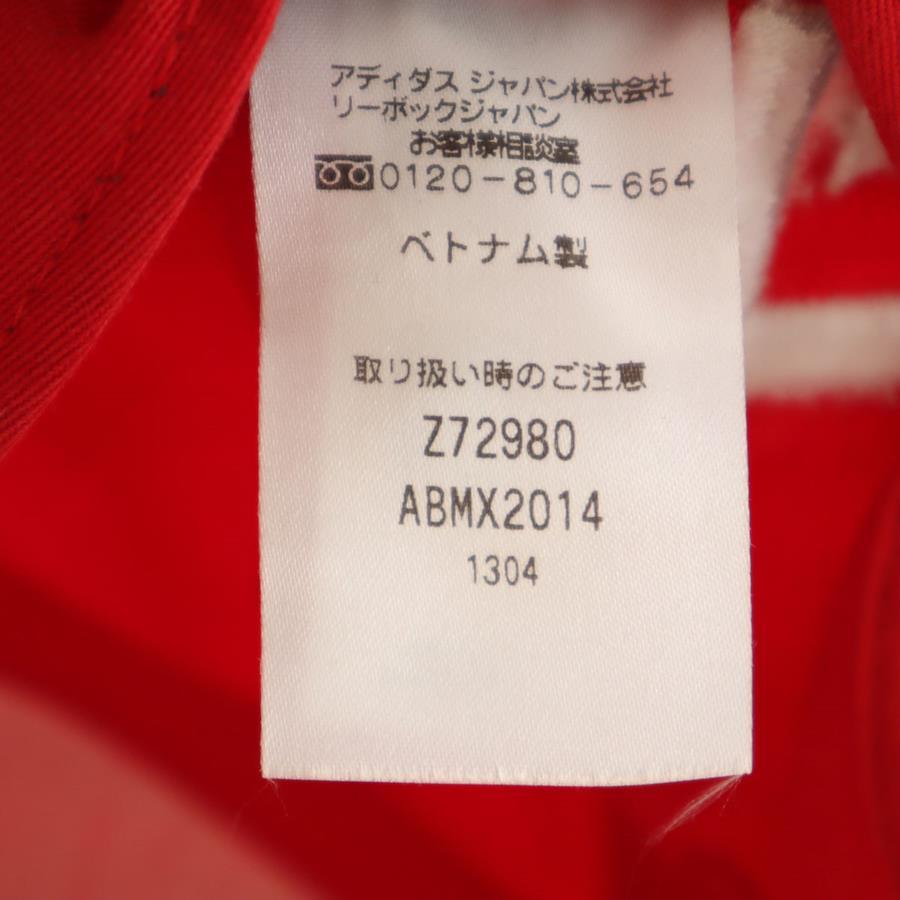 アディダス ジャパン株式会社
リーボックジャパン
お客様相談室
0120-810-654
ベトナム製
取り扱い時のご注意
Z72980
ABMX2014
1304